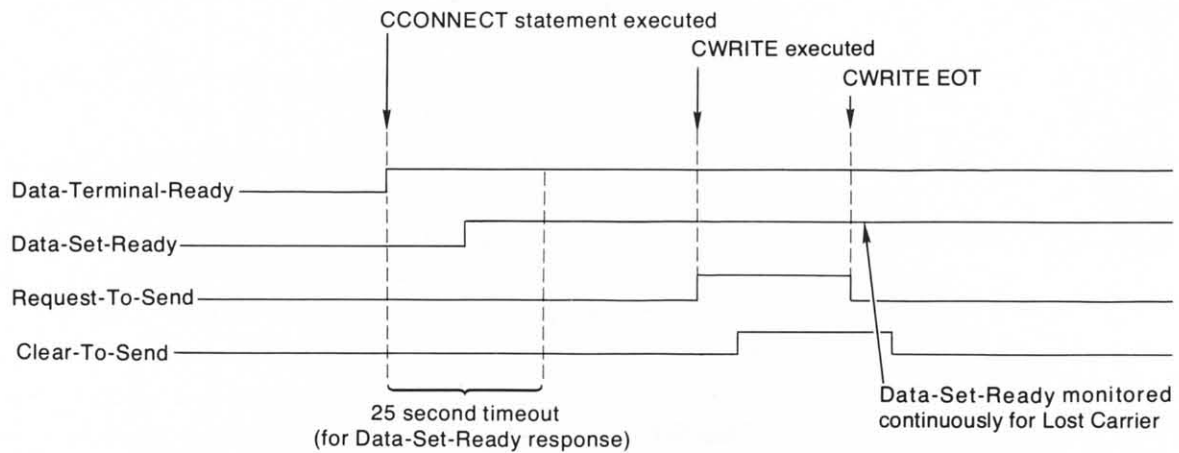 CCONNECT statement executed
CWRITE executed
CWRITE EOT
Data-Terminal-Ready
Data-Set-Ready
Request-To-Send
Clear-To-Send
25 second timeout
(for Data-Set-Ready response)
Data-Set-Ready monitored
continuously for Lost Carrier